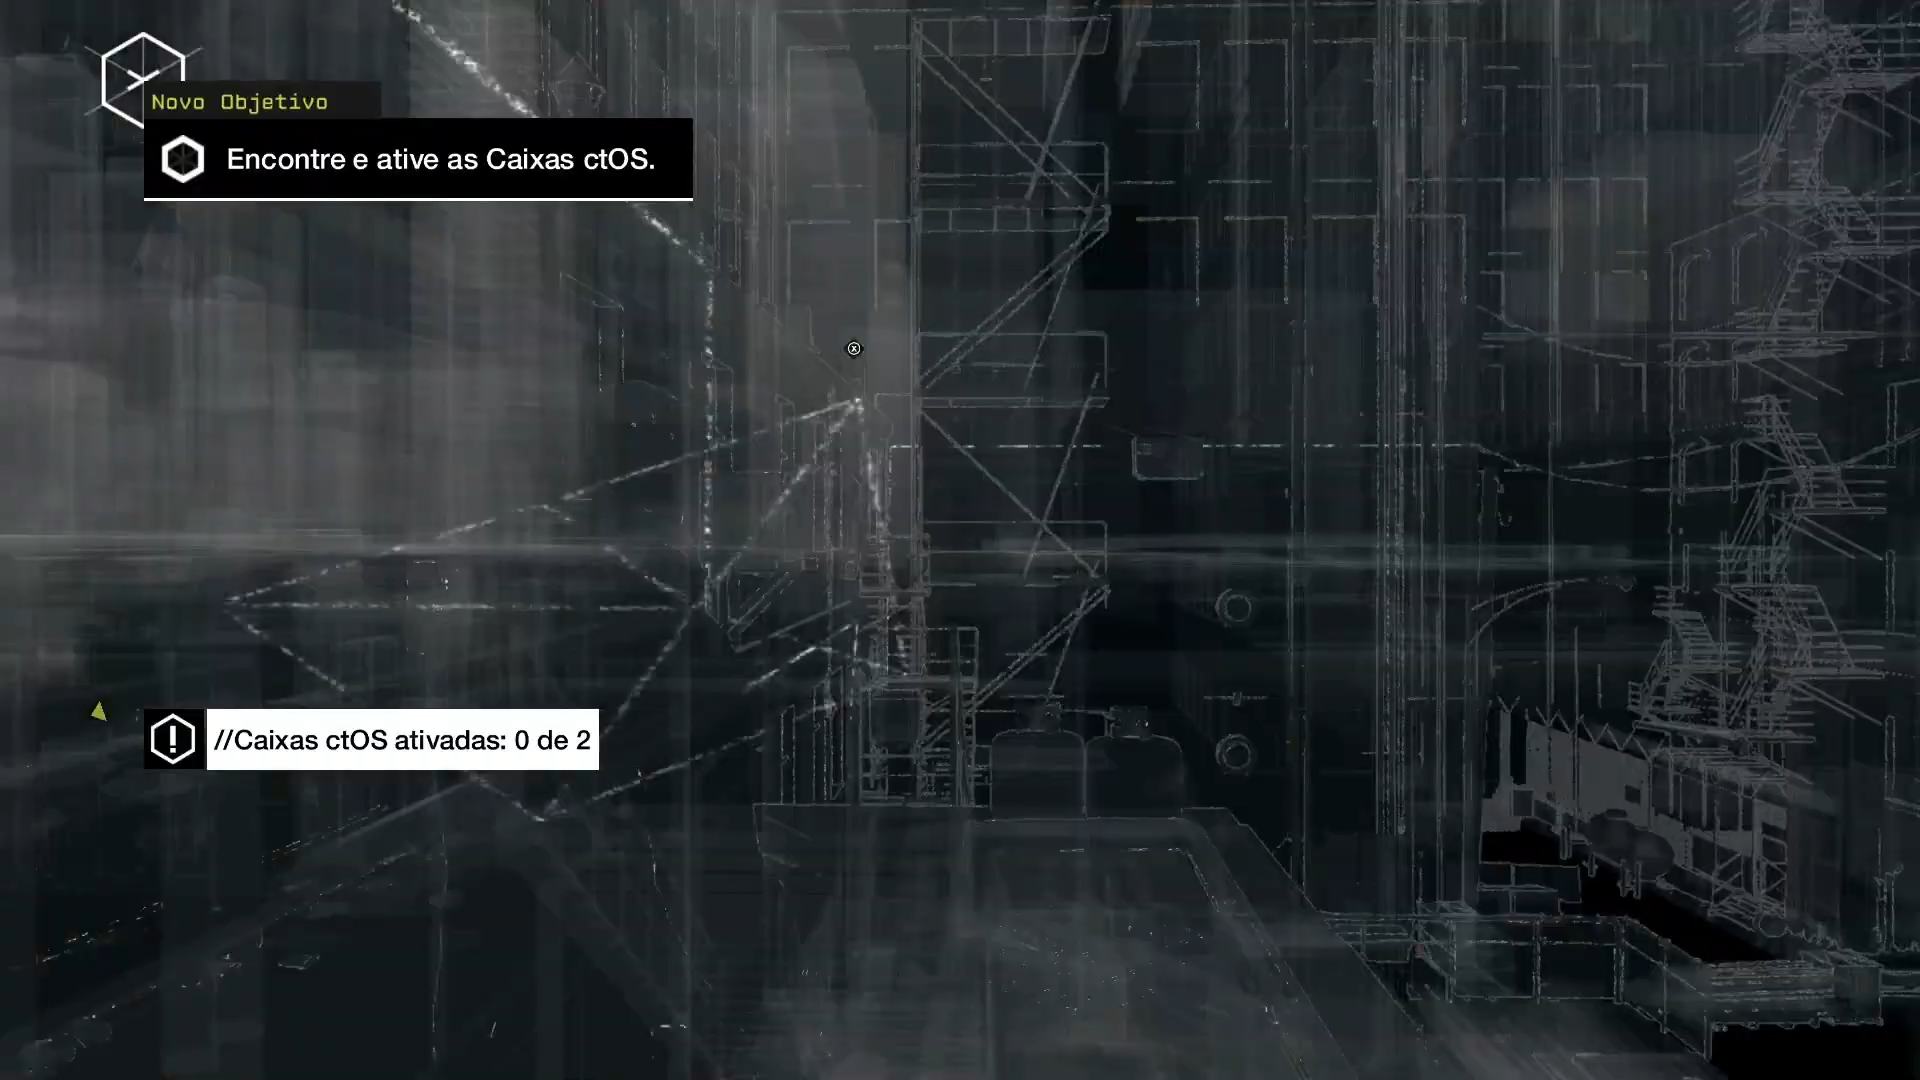 Novo Objetivo
Encontre e ative as Caixas ctOS.
//Caixas ctOS ativadas: 0 de 2